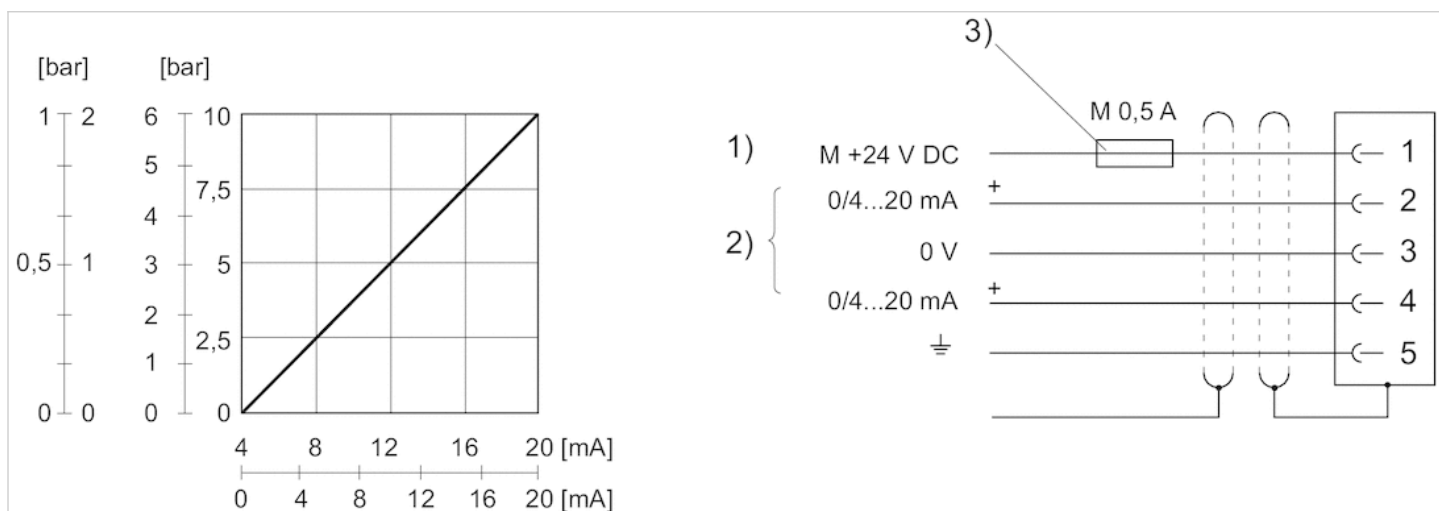 [bar] [bar]
1 2 6 10
5
7,5
4
0,5 1 3 5
2
2,5
1
0 0 0 0
4 8 12 16 20 [mA]
0 4 8 12 16 20 [mA]
3)
M 0,5 A
1) M +24 V DC 1
0/4...20 mA + 2
2) 0 V 3
0/4...20 mA + 4
5